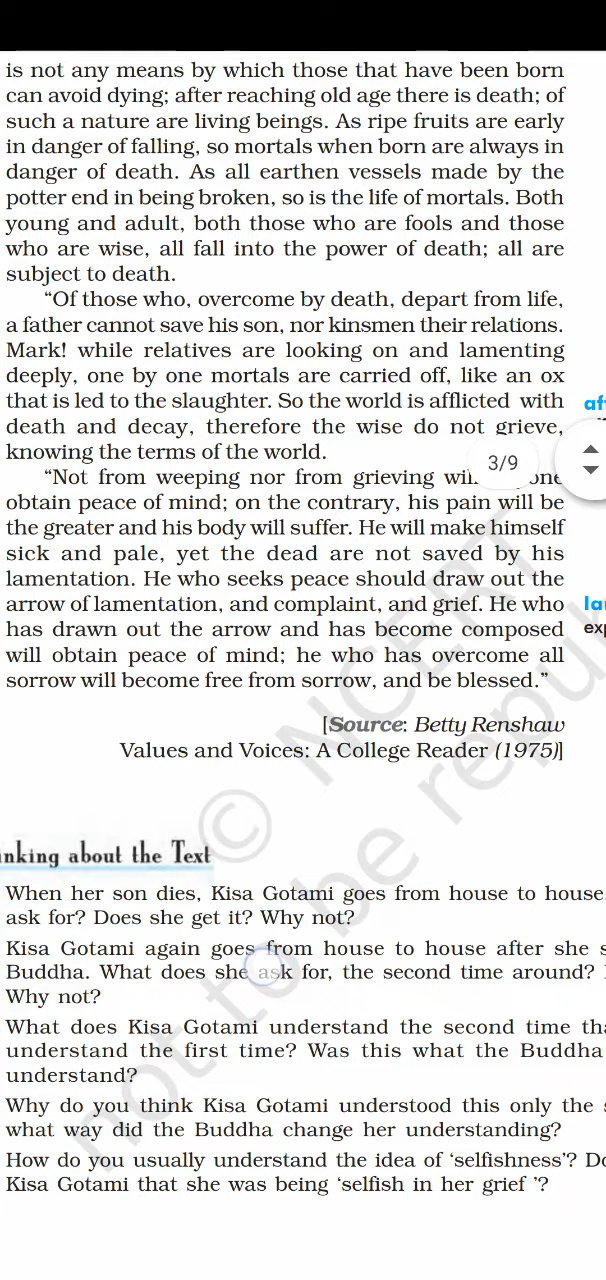 is not any means by which those that have been born
can avoid dying; after reaching old age there is death; of
such a nature are living beings. As ripe fruits are early
in danger of falling, so mortals when born are always in
danger of death. As all earthen vessels made by the
potter end in being broken, so is the life of mortals. Both
young and adult, both those who are fools and those
who are wise, all fall into the power of death; all are
subject to death.
“Of those who, overcome by death, depart from life,
a father cannot save his son, nor kinsmen their relations.
Mark! while relatives are looking on and lamenting
deeply, one by one mortals are carried off, like an ox
that is led to the slaughter. So the world is afflicted with
death and decay, therefore the wise do not grieve,
knowing the terms of the world.
3/9
“Not from weeping nor from grieving will one
obtain peace of mind; on the contrary, his pain will be
the greater and his body will suffer. He will make himself
sick and pale, yet the dead are not saved by his
lamentation. He who seeks peace should draw out the
arrow of lamentation, and complaint, and grief. He who
has drawn out the arrow and has become composed
will obtain peace of mind; he who has overcome all
sorrow will become free from sorrow, and be blessed.”
[Source: Betty Renshaw
Values and Voices: A College Reader (1975)]
inking about the Text
When her son dies, Kisa Gotami goes from house to house.
ask for? Does she get it? Why not?
Kisa Gotami again goes from house to house after she s
Buddha. What does she ask for, the second time around?
Why not?
What does Kisa Gotami understand the second time tha
understand the first time? Was this what the Buddha
understand?
Why do you think Kisa Gotami understood this only the s
what way did the Buddha change her understanding?
How do you usually understand the idea of ‘selfishness’? Do
Kisa Gotami that she was being ‘selfish in her grief ’?
© NCERT
not to be repub